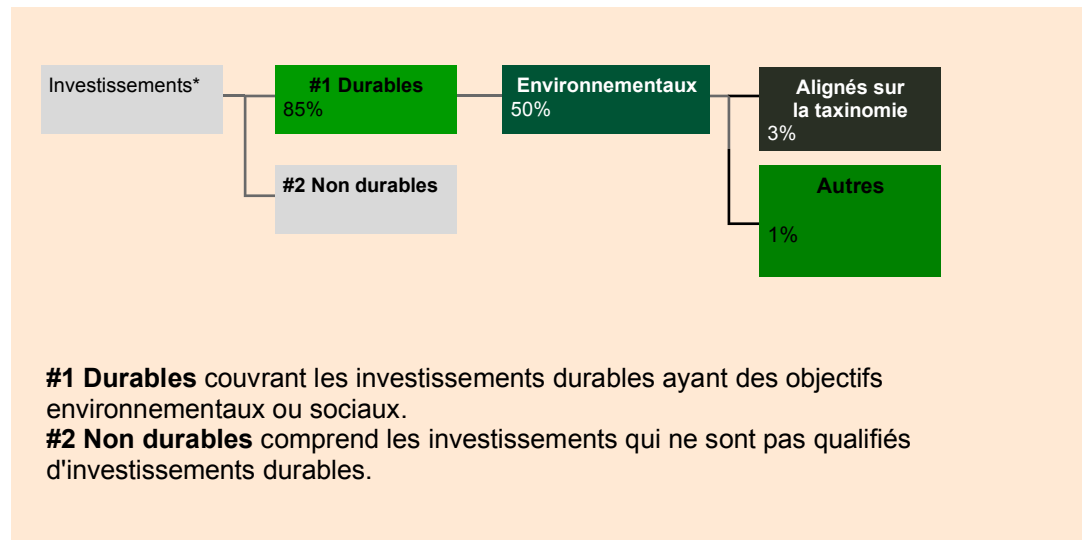 Investissements*
#1 Durables
85%
Environnementaux
50%
Alignés sur
la taxinomie
3%
#2 Non durables
Autres
1%
#1 Durables couvrant les investissements durables ayant des objectifs
environnementaux ou sociaux.
#2 Non durables comprend les investissements qui ne sont pas qualifiés
d'investissements durables.